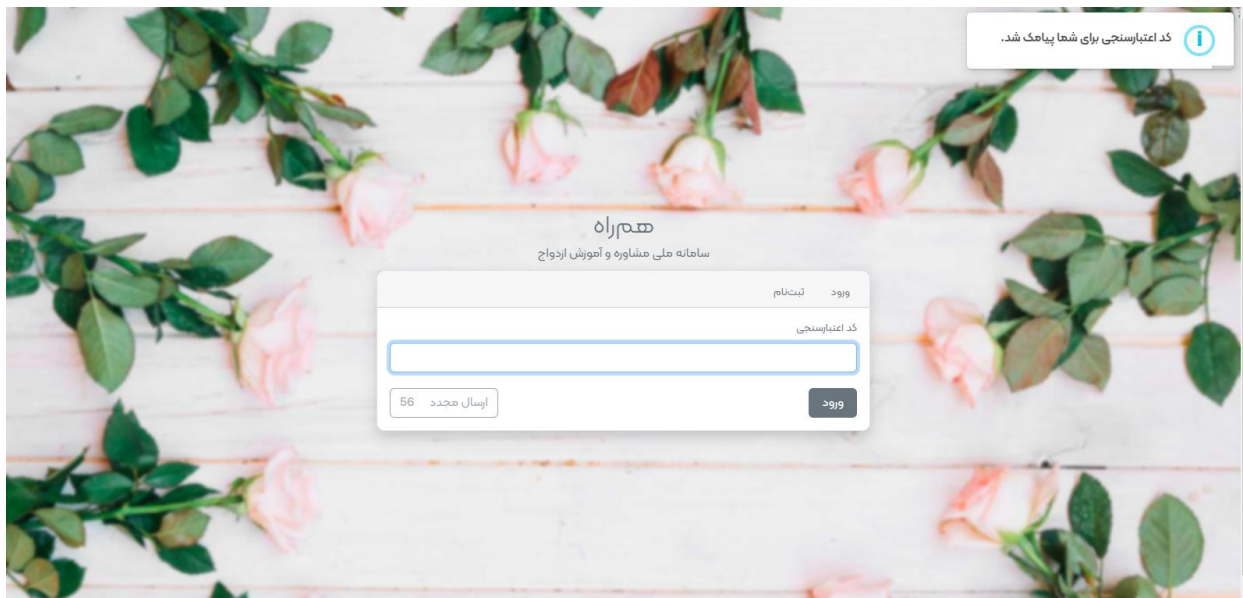 کد اعتبارسنجی برای شما پیامک شد.
هم‌راه
سامانه ملی مشاوره و آموزش ازدواج
ورود ثبت‌نام
کد اعتبارسنجی
ورود ارسال مجدد 56